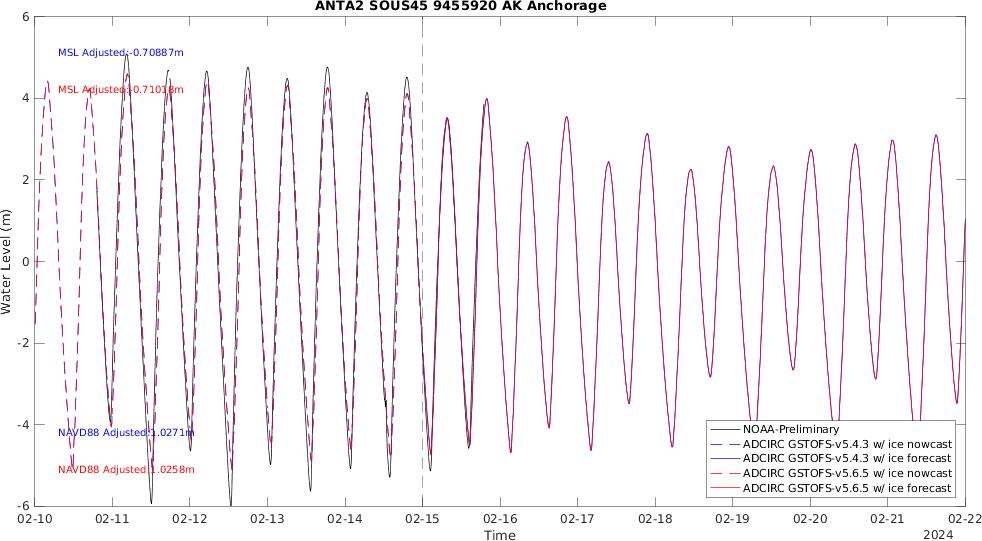 ANTA2 SOUS45 9455920 AK Anchorage
6
4
2
0
-2
-4
-6
Water Level (m)
MSL Adjusted:-0.70887m
MSL Adjusted:-0.71018m
NAVD88 Adjusted:1.0271m
NAVD88 Adjusted:1.0258m
NOAA-Preliminary
ADCIRC GSTOFS-v5.4.3 w/ ice nowcast
ADCIRC GSTOFS-v5.4.3 w/ ice forecast
ADCIRC GSTOFS-v5.6.5 w/ ice nowcast
ADCIRC GSTOFS-v5.6.5 w/ ice forecast
02-10 02-11 02-12 02-13 02-14 02-15 02-16 02-17 02-18 02-19 02-20 02-21 02-22
Time
2024